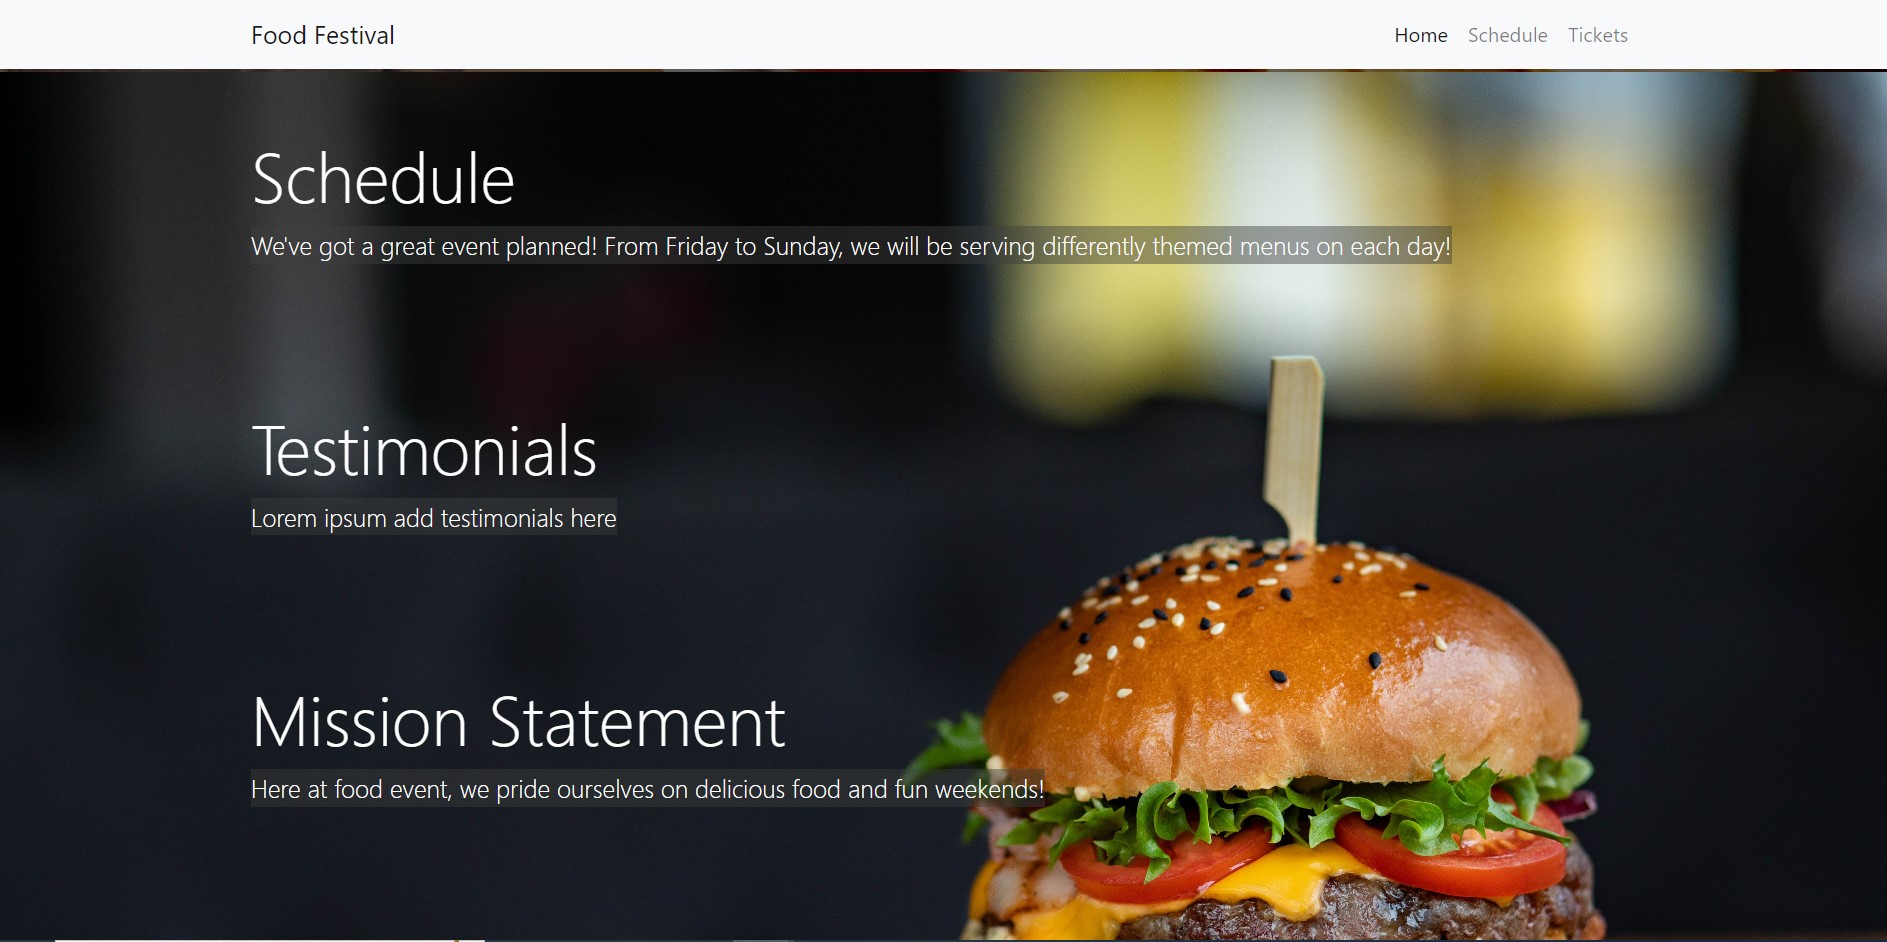 Food Festival
Home Schedule Tickets
Schedule
We've got a great event planned! From Friday to Sunday, we will be serving differently themed menus on each day!
Testimonials
Lorem ipsum add testimonials here
Mission Statement
Here at food event, we pride ourselves on delicious food and fun weekends!